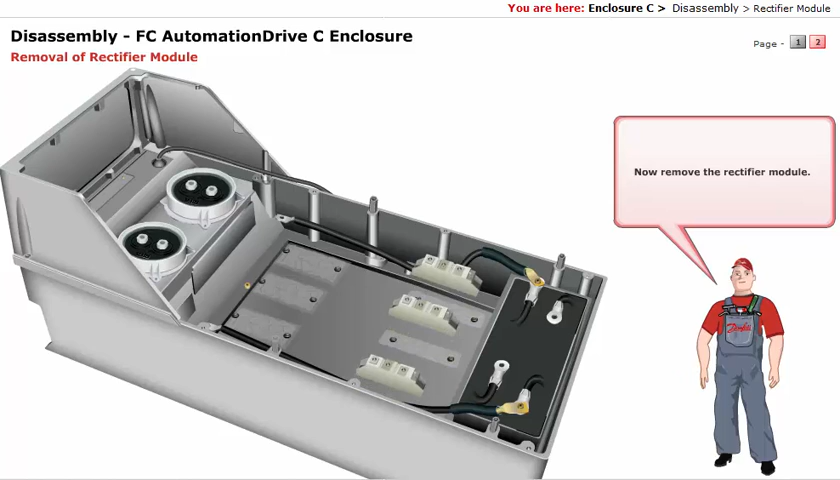 You are here: Enclosure C > Disassembly > Rectifier Module
Disassembly - FC AutomationDrive C Enclosure
Removal of Rectifier Module
Page - 1 2
Now remove the rectifier module.
Danfoss